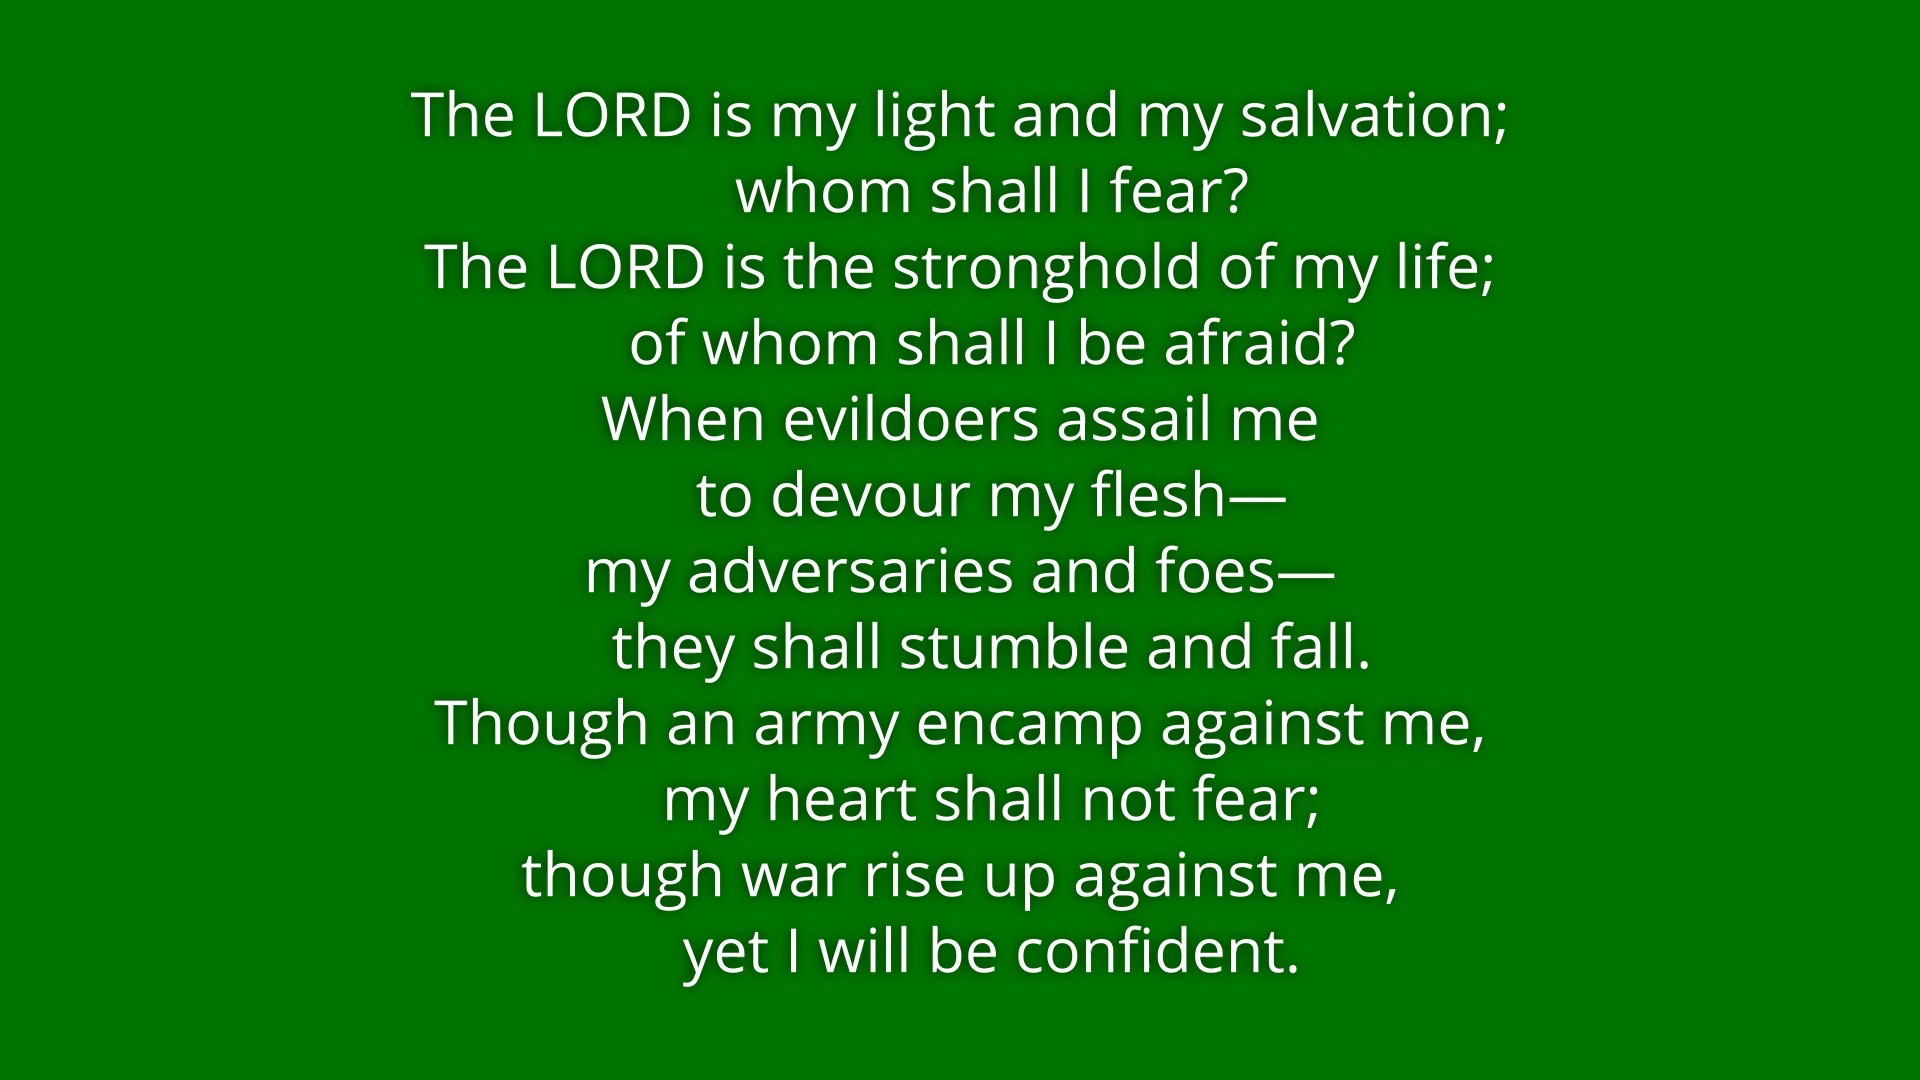 The LORD is my light and my salvation;
whom shall I fear?
The LORD is the stronghold of my life;
of whom shall I be afraid?
When evildoers assail me
to devour my flesh—
my adversaries and foes—
they shall stumble and fall.
Though an army encamp against me,
my heart shall not fear;
though war rise up against me,
yet I will be confident.